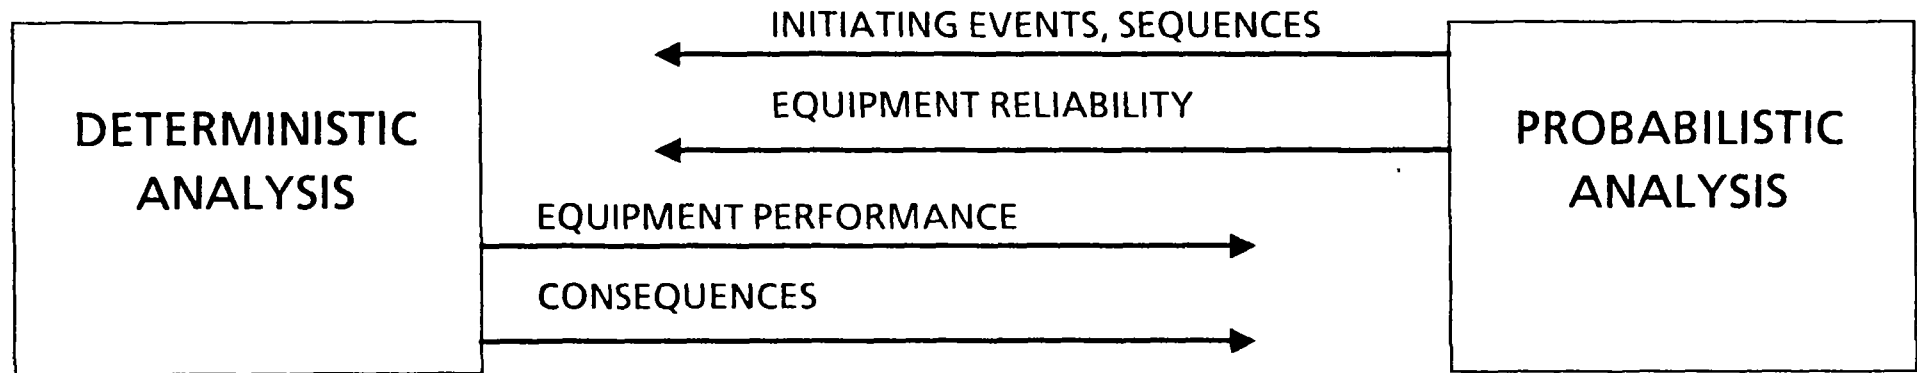 INITIATING EVENTS, SEQUENCES
EQUIPMENT RELIABILITY
DETERMINISTIC
ANALYSIS
PROBABILISTIC
ANALYSIS
EQUIPMENT PERFORMANCE
CONSEQUENCES